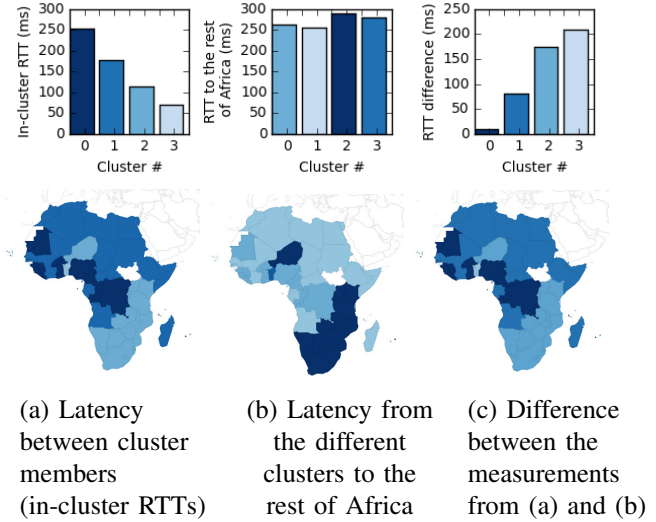 In-cluster RTT (ms)
300
250
200
150
100
50
0
0 1 2 3
Cluster #
RTT to the rest
of Africa (ms)
300
250
200
150
100
50
0
0 1 2 3
Cluster #
RTT difference (ms)
250
200
150
100
50
0
0 1 2 3
Cluster #
(a) Latency
between cluster
members
(in-cluster RTTs)
(b) Latency from
the different
clusters to the
rest of Africa
(c) Difference
between the
measurements
from (a) and (b)